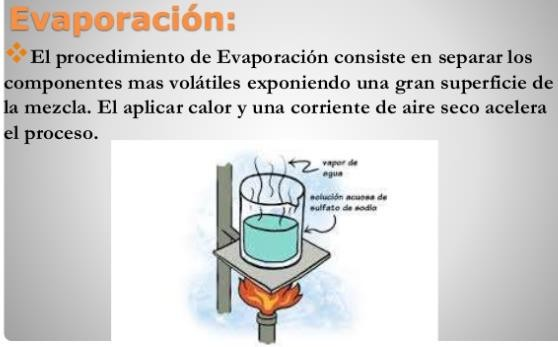 Evaporación:
El procedimiento de Evaporación consiste en separar los
componentes mas volátiles exponiendo una gran superficie de
la mezcla. El aplicar calor y una corriente de aire seco acelera
el proceso.
vapor de
agua
solución acuosa de
sulfato de sodio